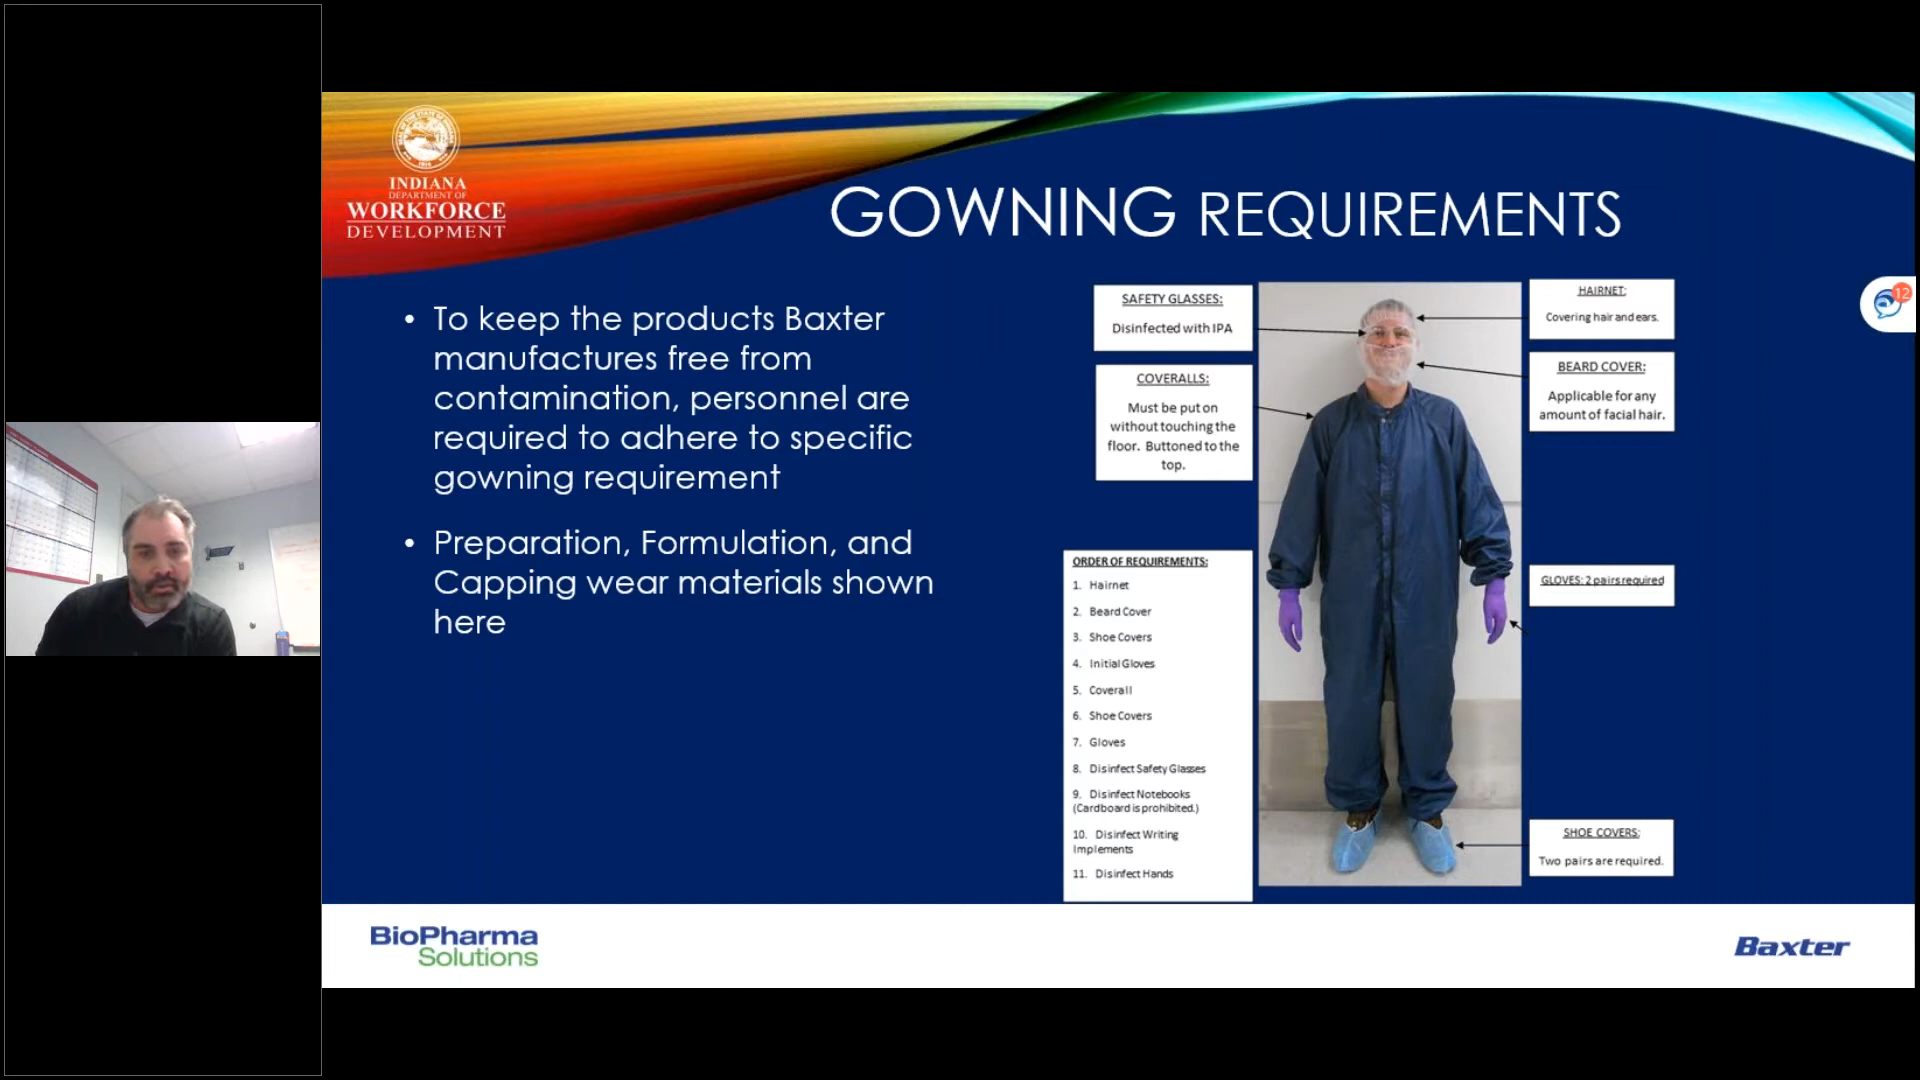 INDIANA
DEPARTMENT OF
WORKFORCE
DEVELOPMENT
GOWNING REQUIREMENTS
• To keep the products Baxter
manufactures free from
contamination, personnel are
required to adhere to specific
gowning requirement
• Preparation, Formulation, and
Capping wear materials shown
here
SAFETY GLASSES:
Disinfected with IPA
COVERALLS:
Must be put on
without touching the
floor. Buttoned to the
top.
ORDER OF REQUIREMENTS:
1. Hairnet
2. Beard Cover
3. Shoe Covers
4. Initial Gloves
5. Coverall
6. Shoe Covers
7. Gloves
8. Disinfect Safety Glasses
9. Disinfect Notebooks
(Cardboard is prohibited.)
10. Disinfect Writing
Implements
11. Disinfect Hands
HAIRNET:
Covering hair and ears.
BEARD COVER:
Applicable for any
amount of facial hair.
GLOVES: 2 pairs required
SHOE COVERS:
Two pairs are required.
12
BioPharma
Solutions
Baxter